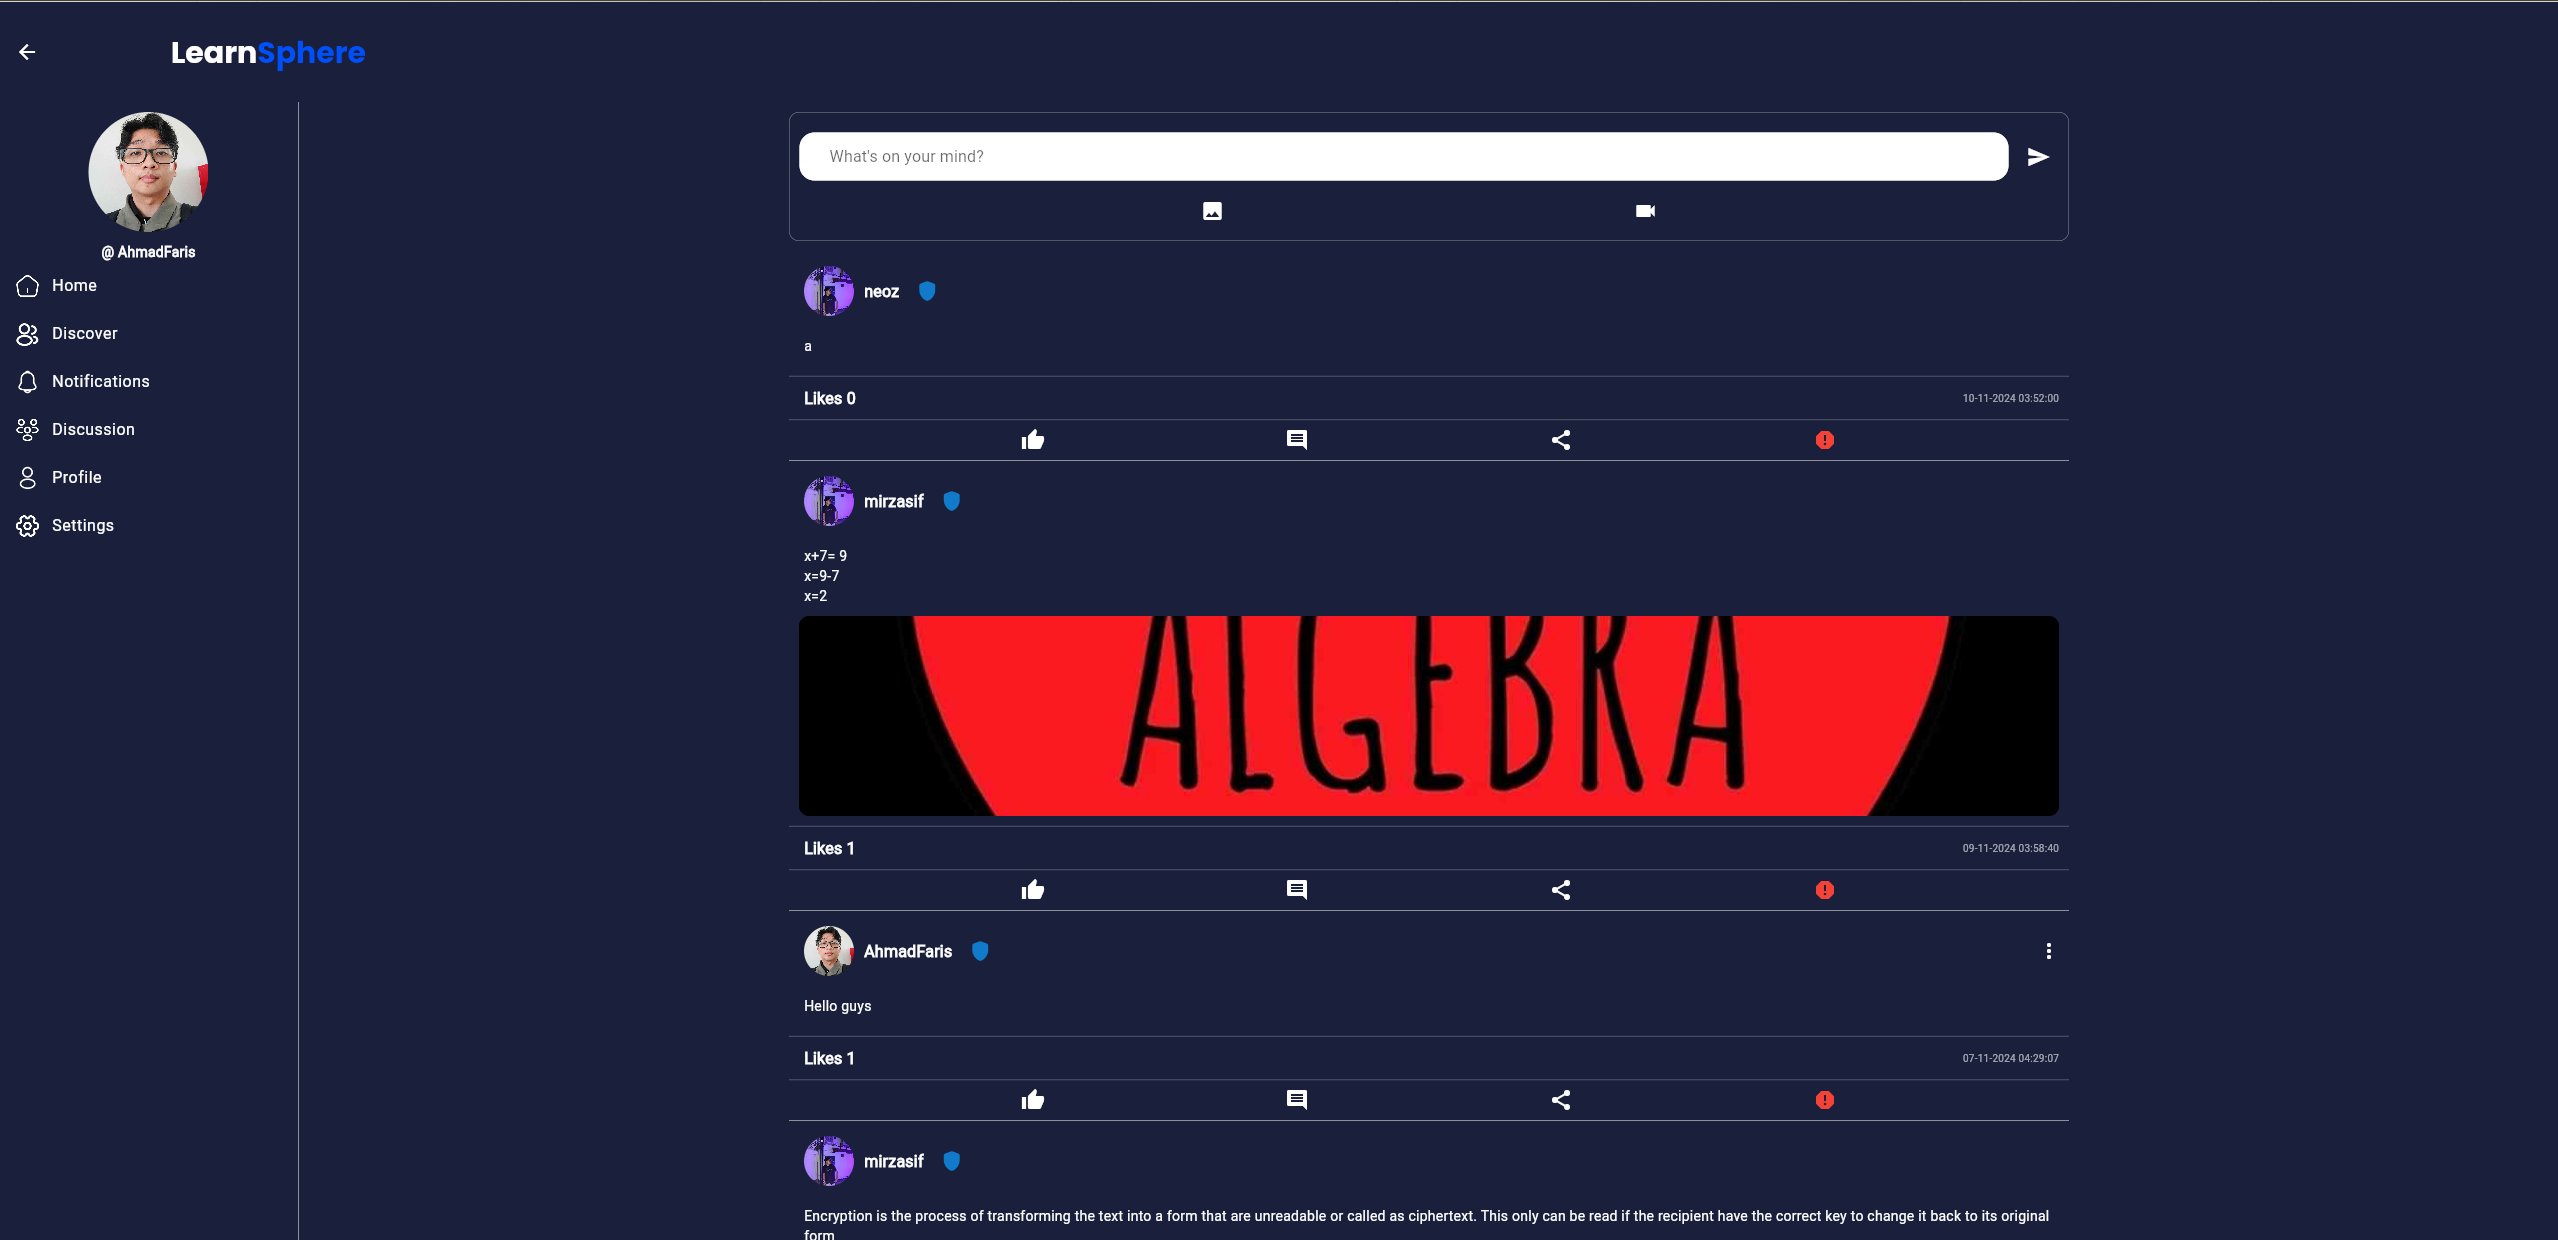 LearnSphere
@ AhmadFaris
Home
Discover
Notifications
Discussion
Profile
Settings
What's on your mind?
neoz
a
Likes 0
10-11-2024 03:52:00
mirzasif
x+7= 9
x=9-7
x=2
ALGEBRA
Likes 1
09-11-2024 03:58:40
AhmadFaris
Hello guys
Likes 1
07-11-2024 04:29:07
mirzasif
Encryption is the process of transforming the text into a form that are unreadable or called as ciphertext. This only can be read if the recipient have the correct key to change it back to its original
form